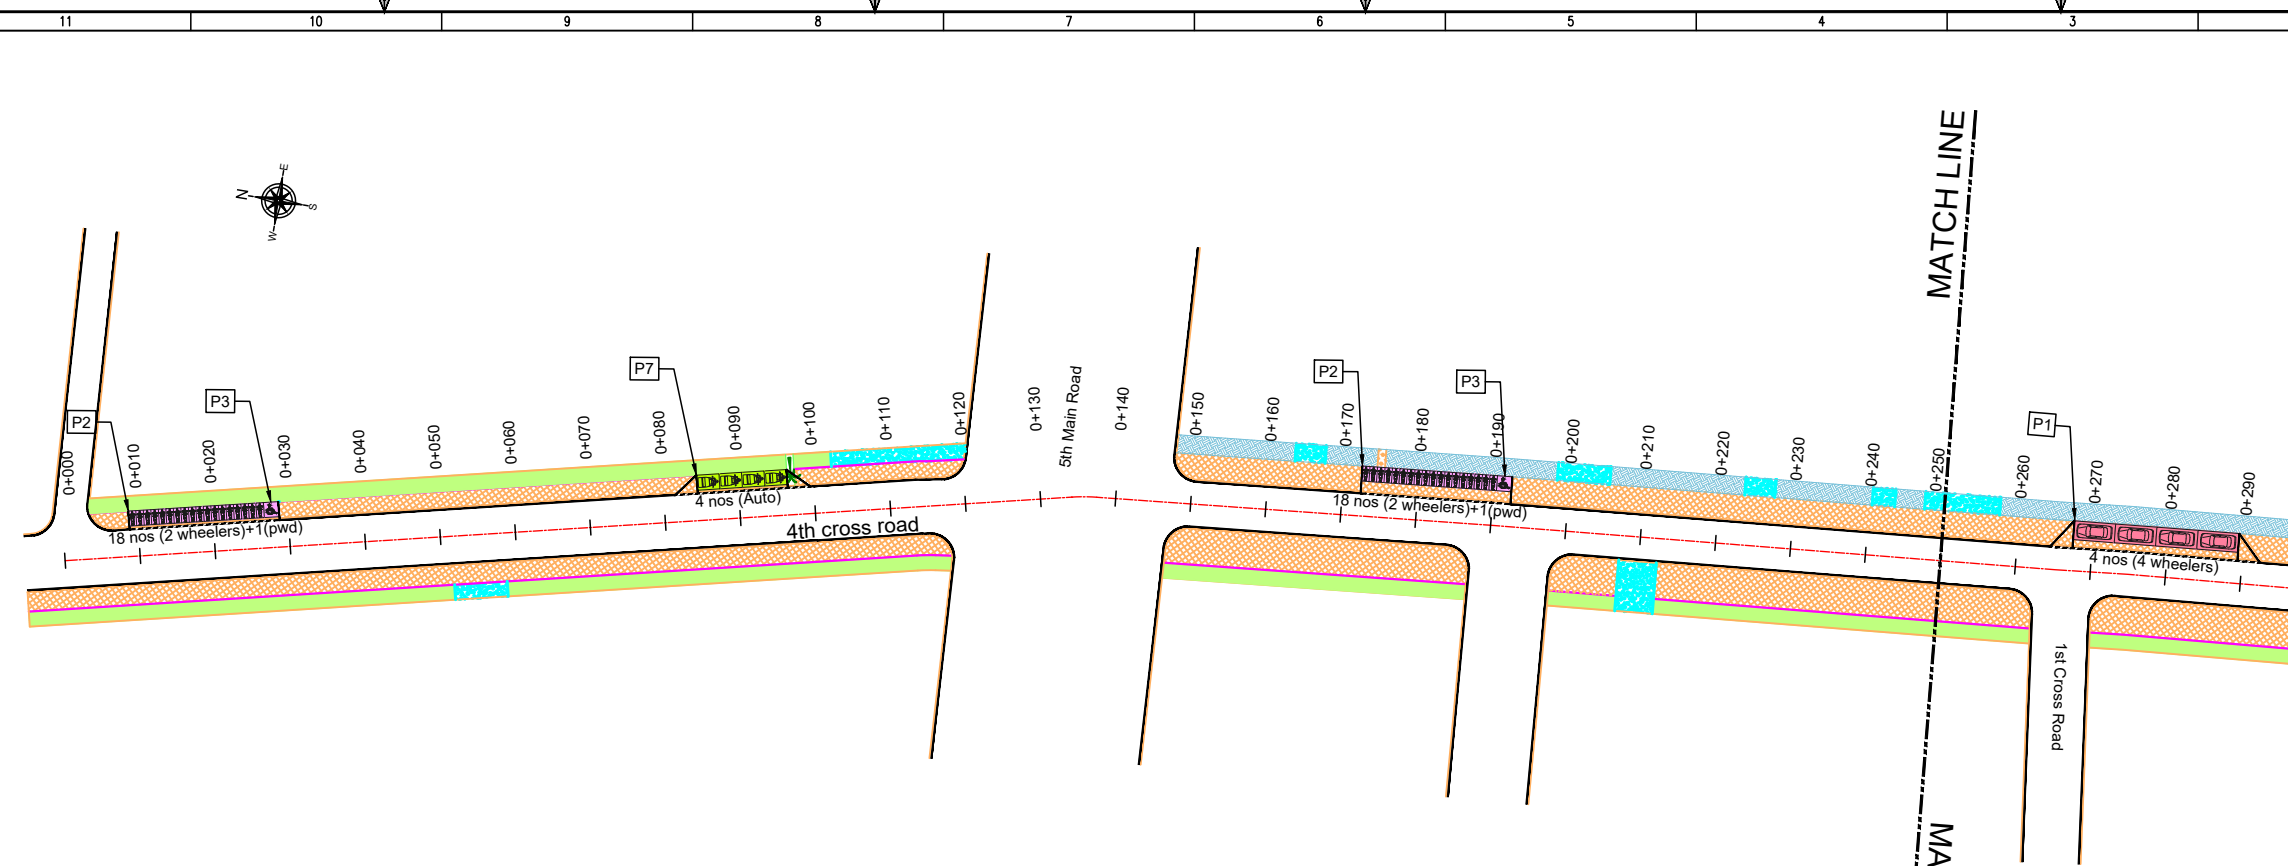 11 10 9 8 7 6 5 4 3
MATCH LINE
N E S W
P2
P3
P7
P2
P3
P1
0+000 0+010 0+020 0+030 0+040 0+050 0+060 0+070 0+080 0+090 0+100 0+110 0+120 0+130 0+140 0+150 0+160 0+170 0+180 0+190 0+200 0+210 0+220 0+230 0+240 0+250 0+260 0+270 0+280 0+290
5th Main Road
18 nos (2 wheelers)+1(pwd)
4 nos (Auto)
4th cross road
18 nos (2 wheelers)+1(pwd)
4 nos (4 wheelers)
1st Cross Road
MA